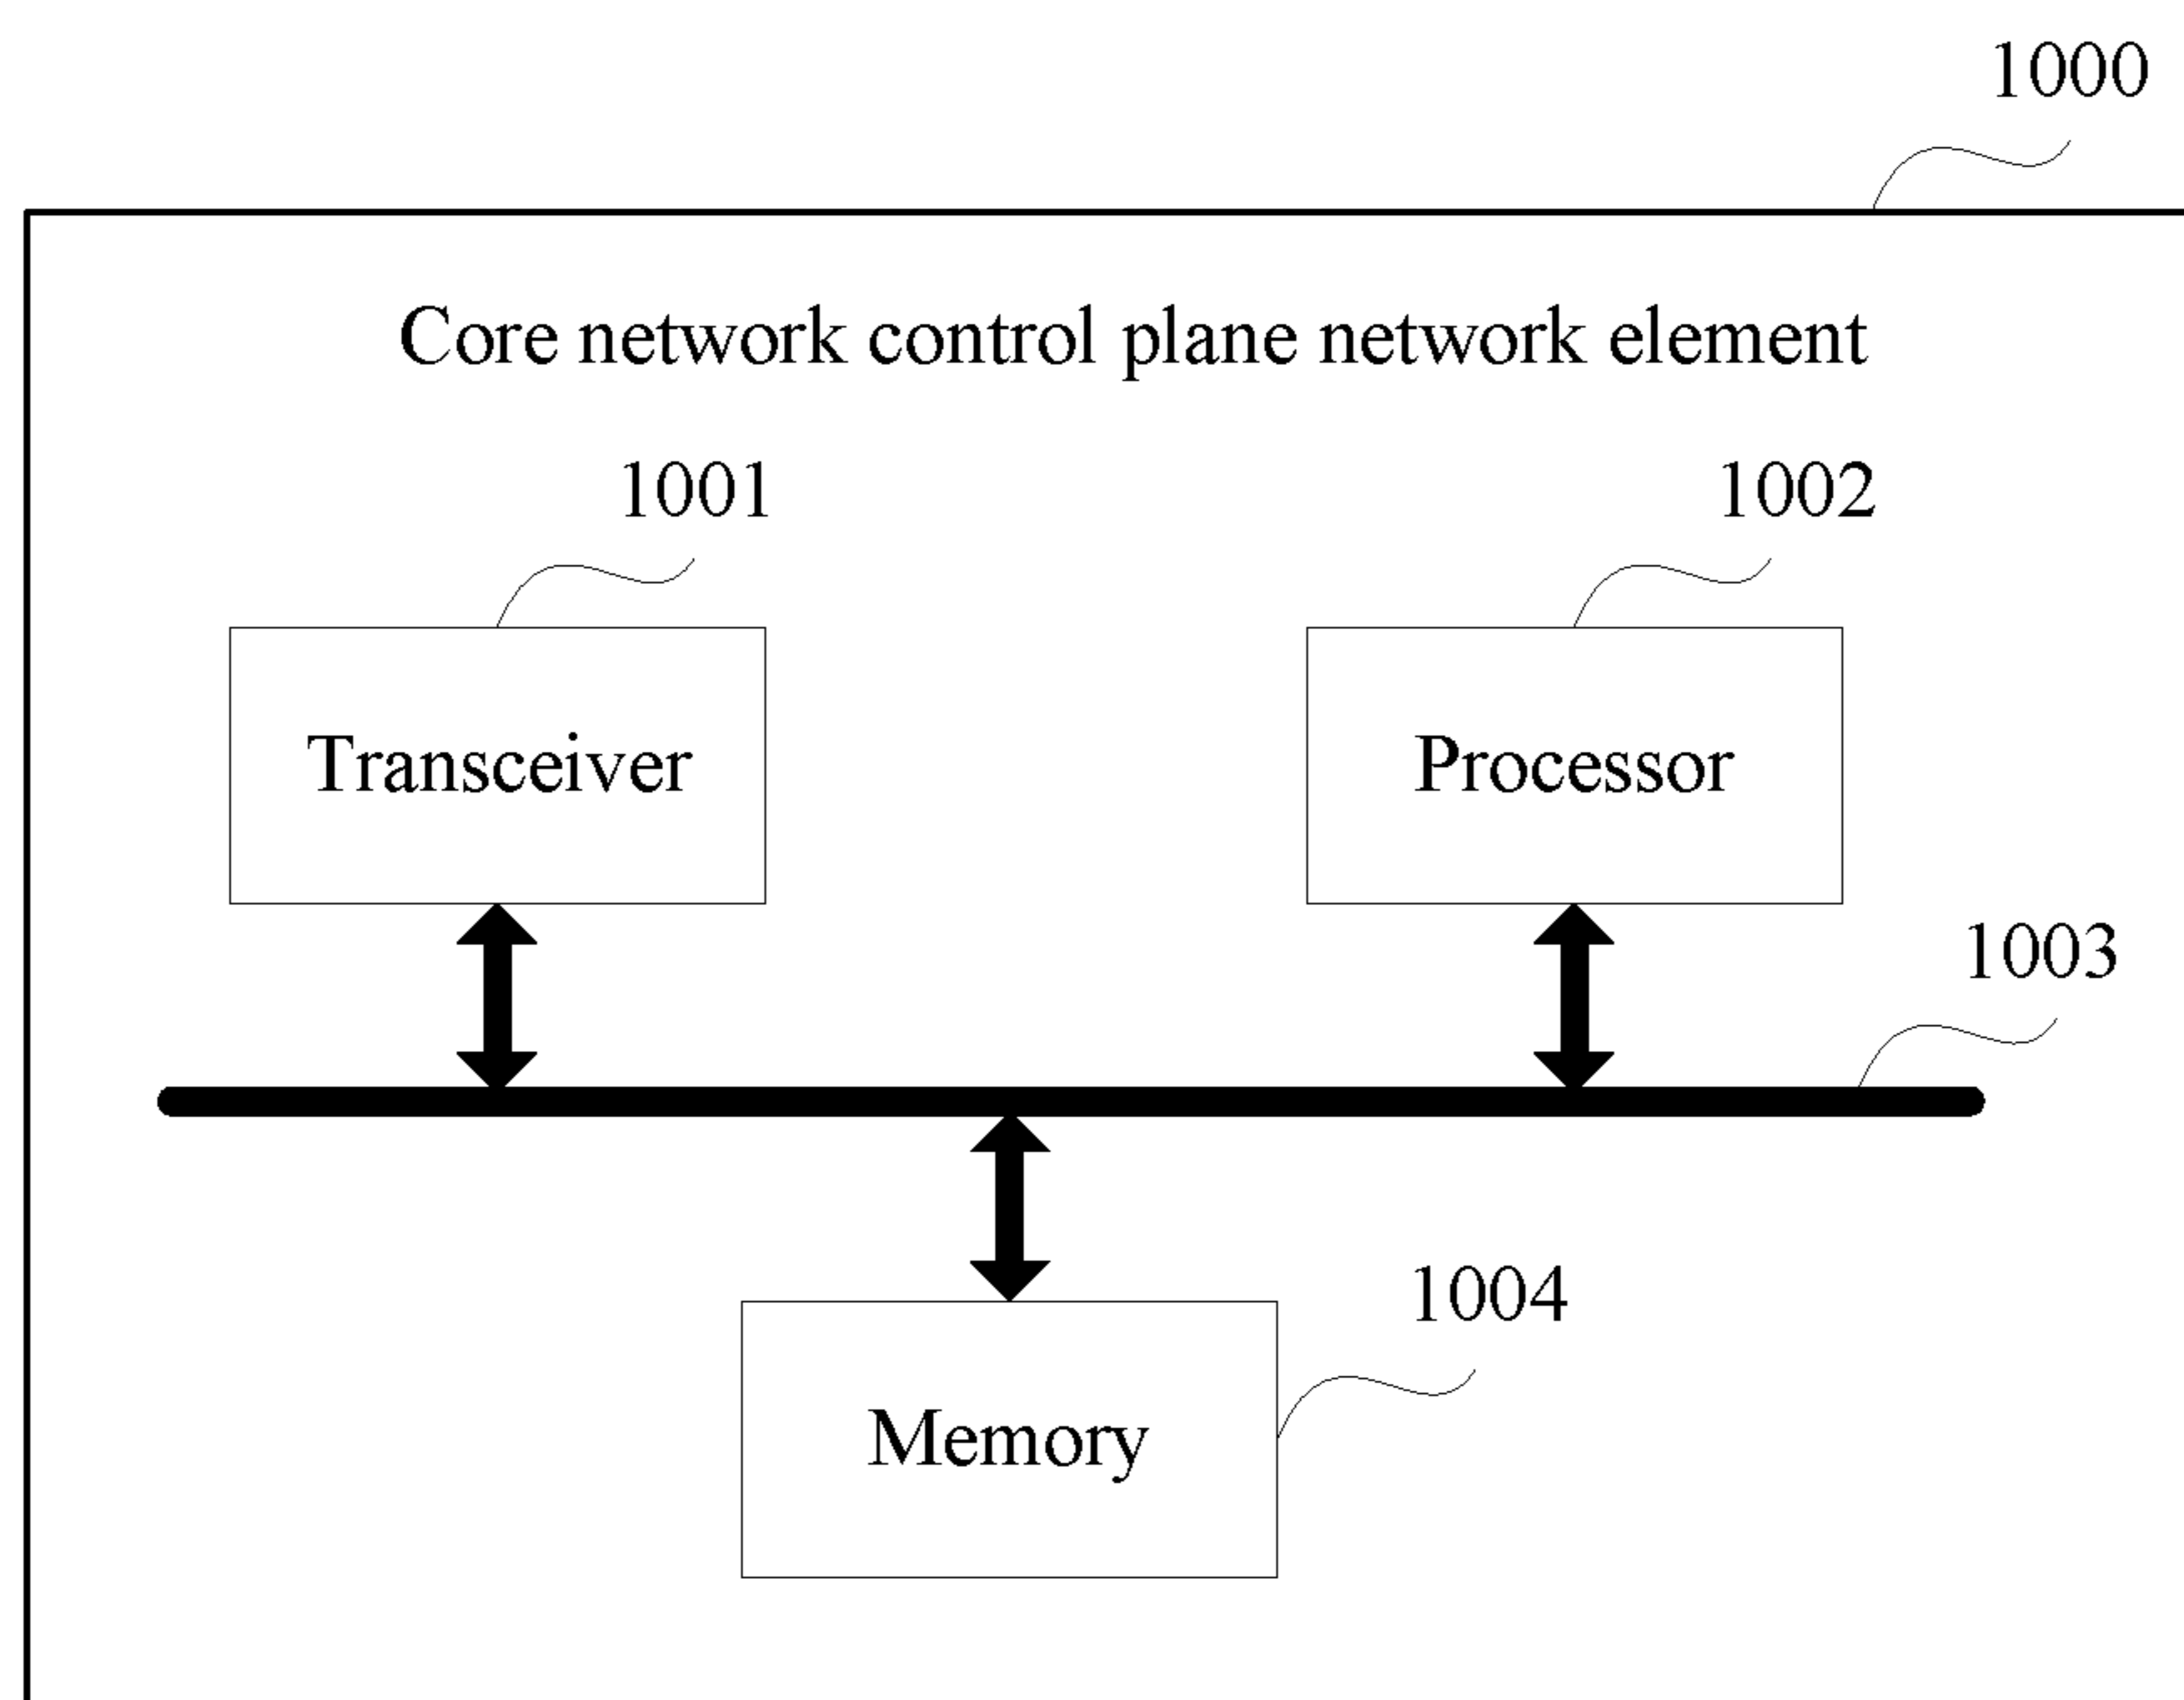 1000
Core network control plane network element
1001
1002
Transceiver
Processor
1003
1004
Memory